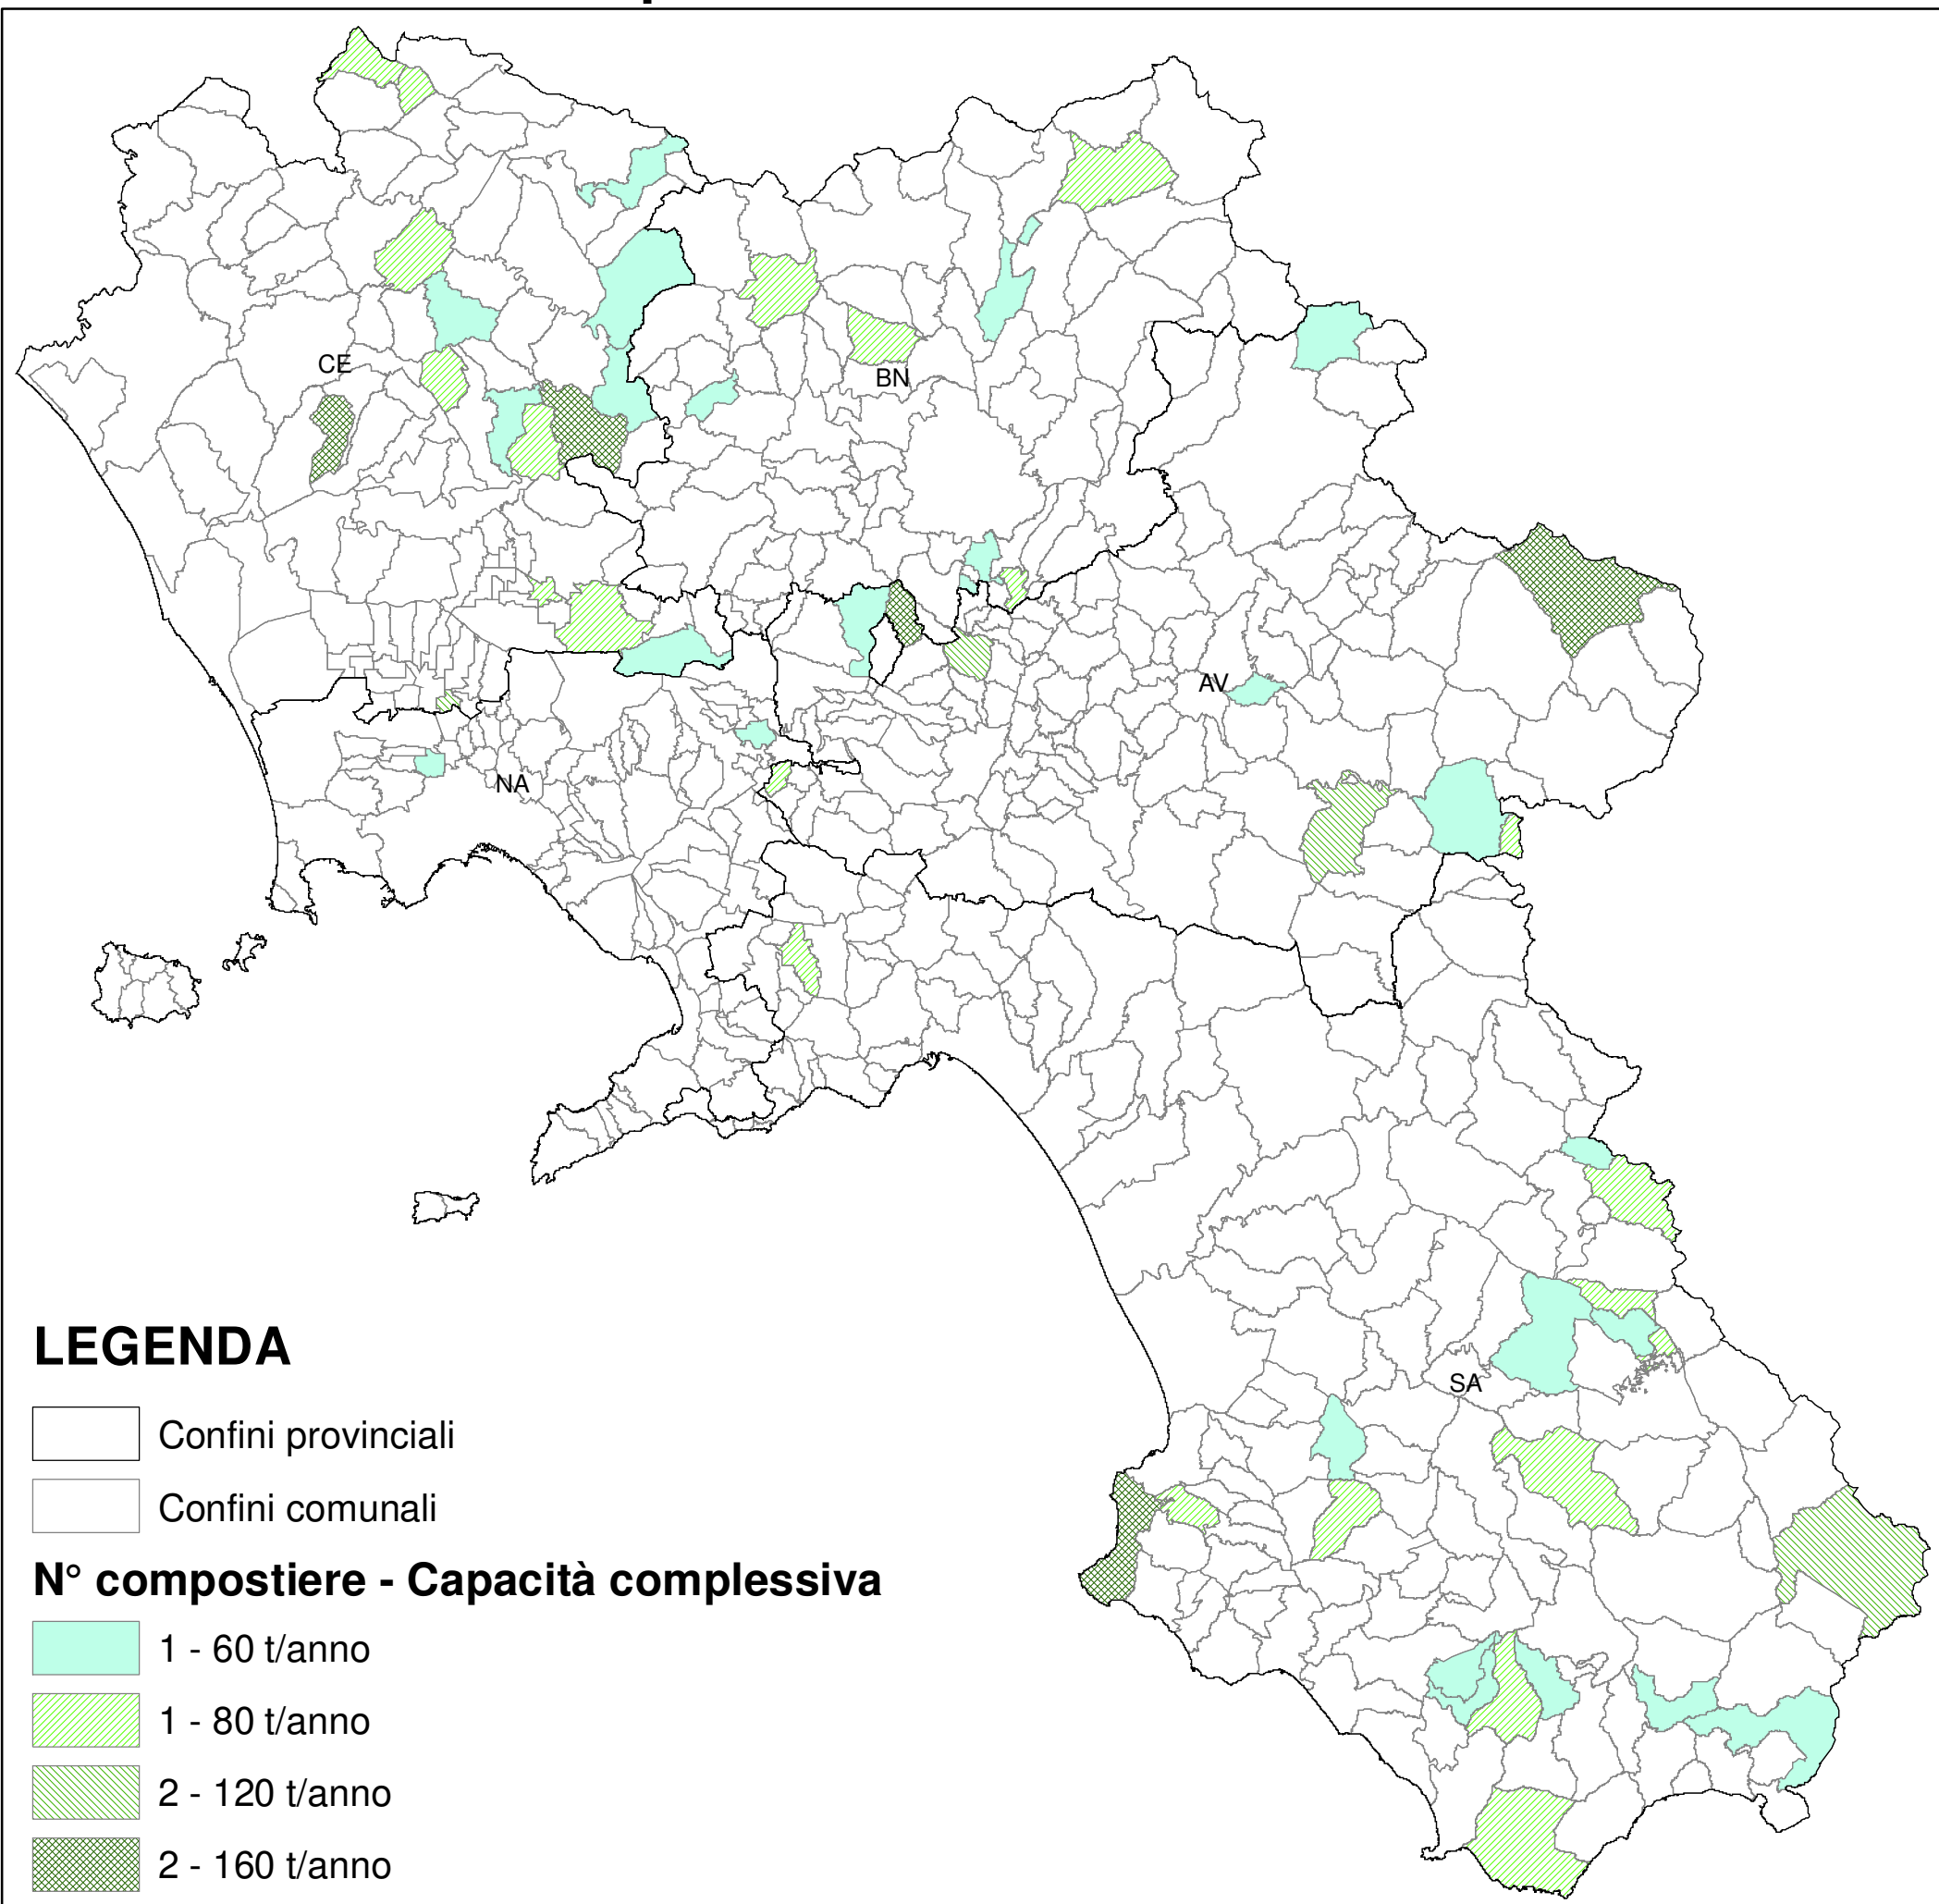 CE
BN
AV
NA
SA
LEGENDA
Confini provinciali
Confini comunali
N° compostiere - Capacità complessiva
1 - 60 t/anno
1 - 80 t/anno
2 - 120 t/anno
2 - 160 t/anno